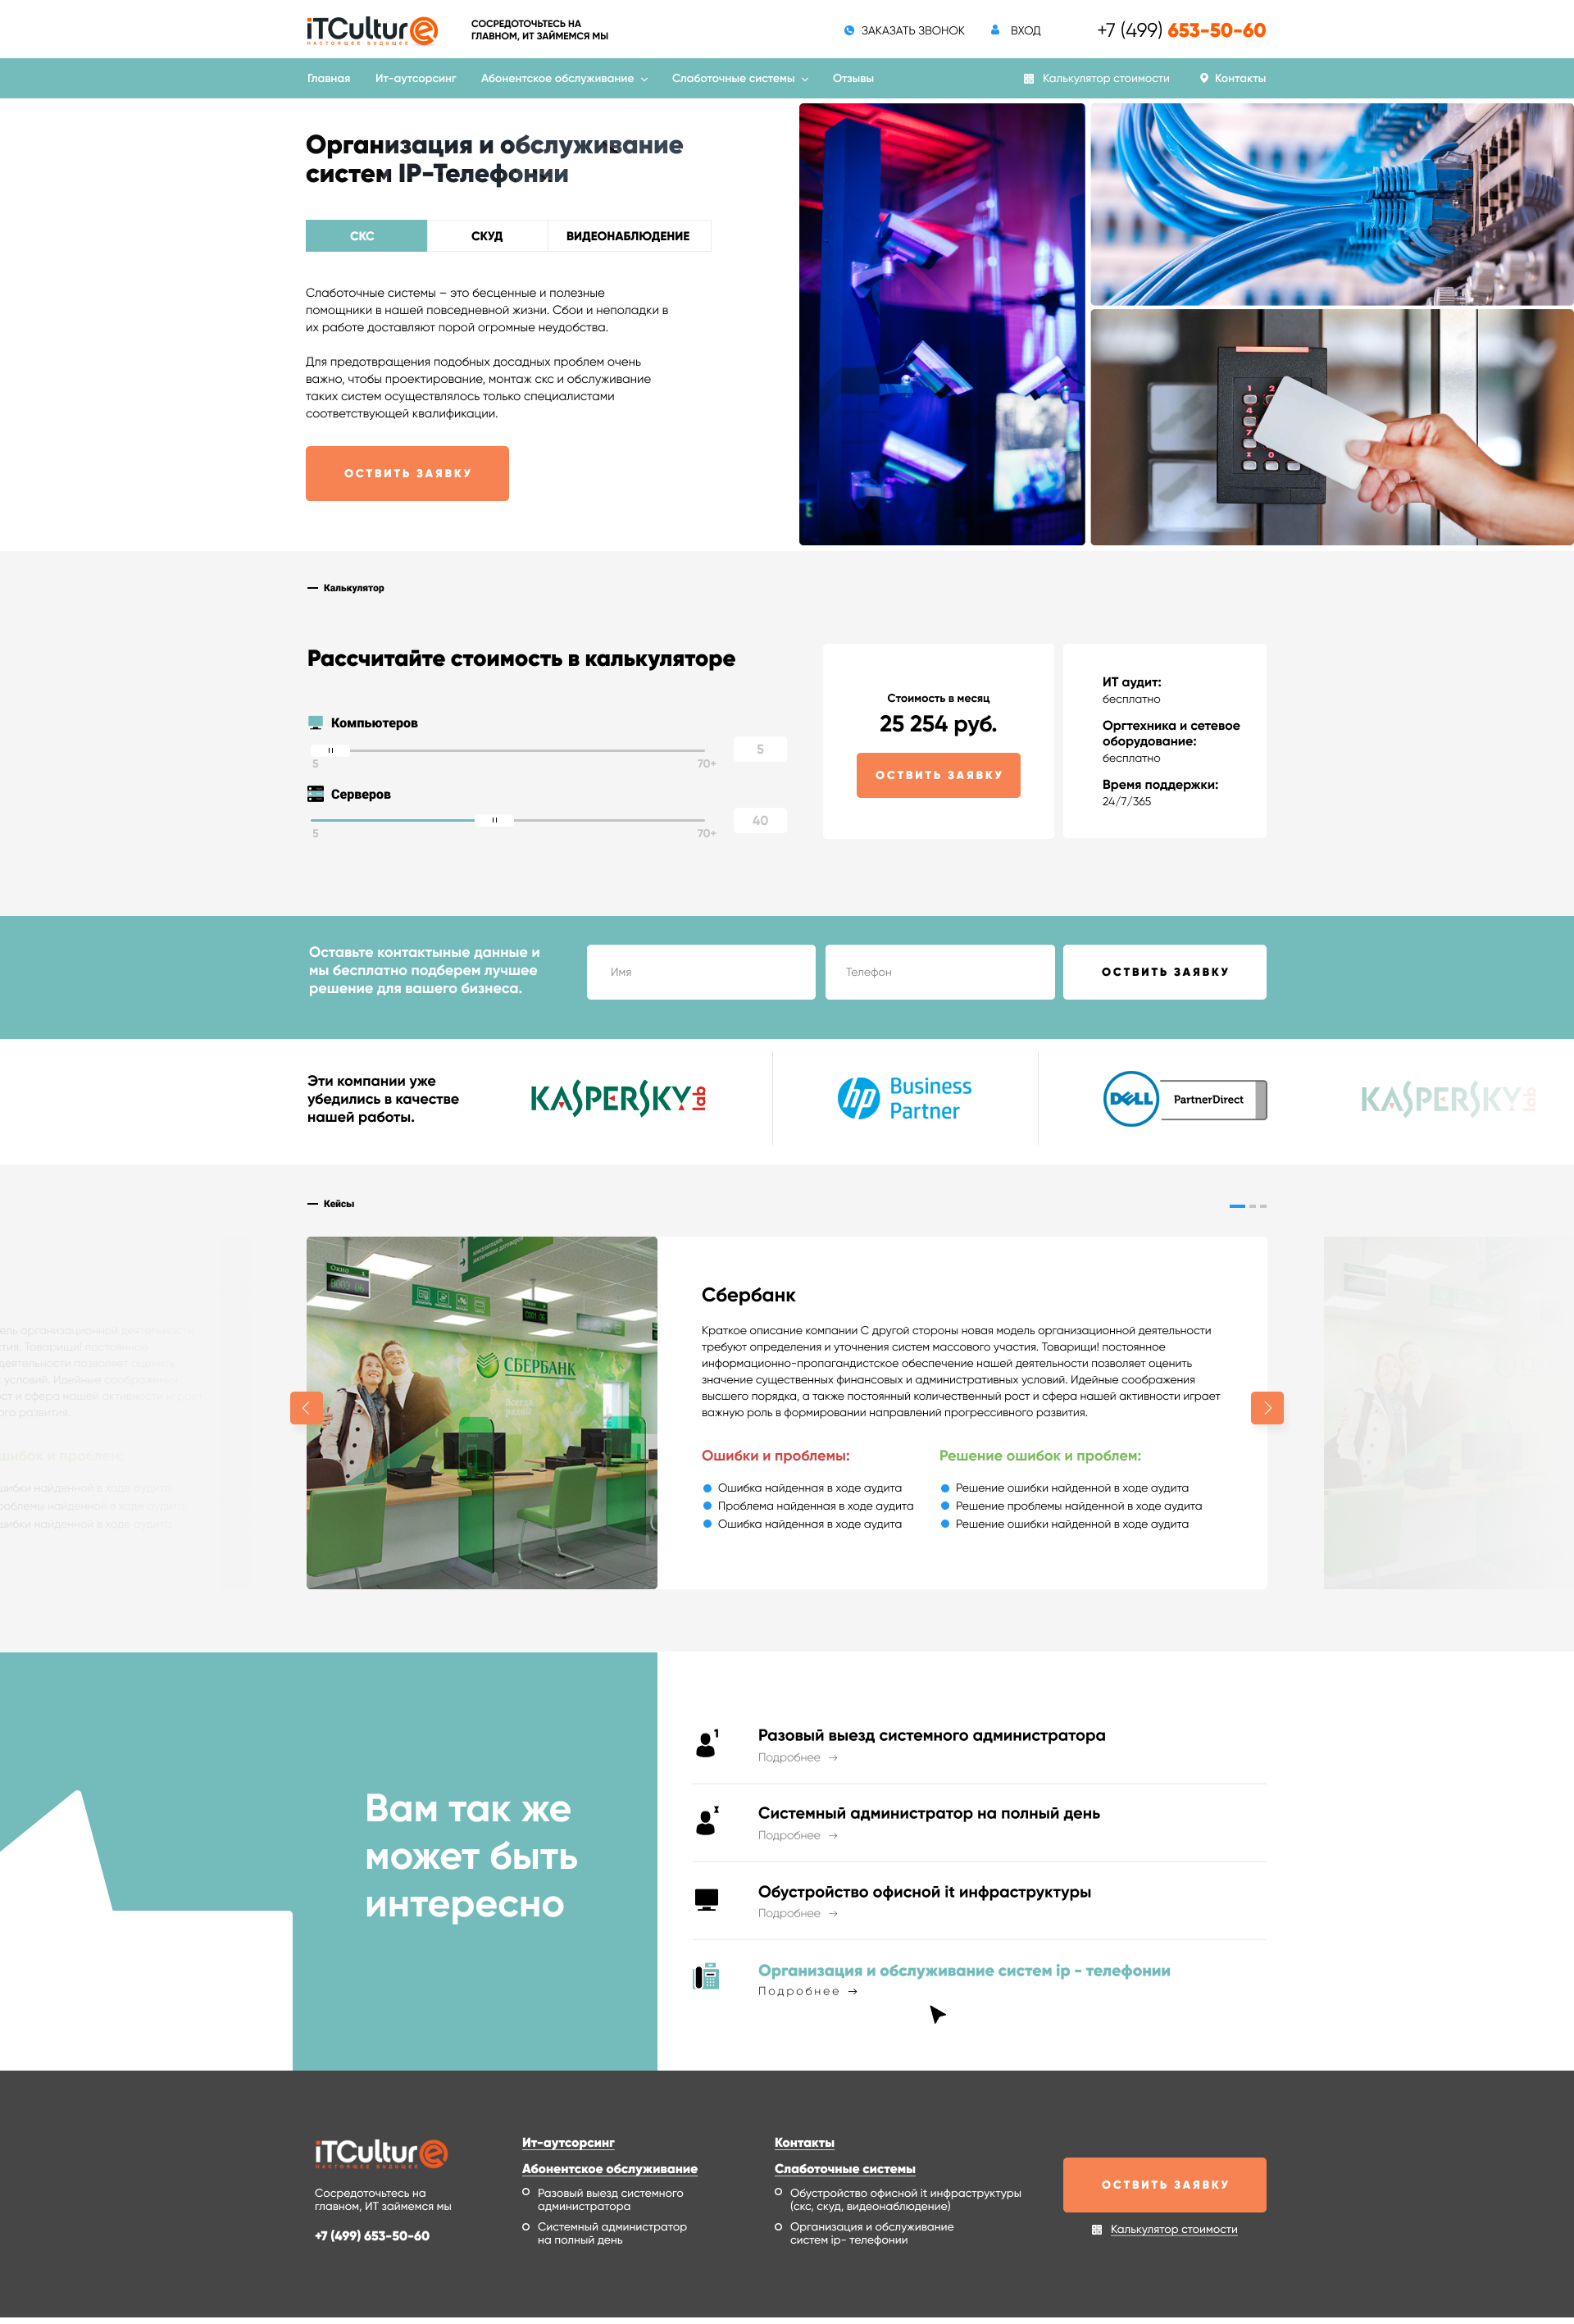 iTCulture
НАСТОЯЩЕЕ БУДУЩЕЕ
СОСРЕДОТОЧЬТЕСЬ НА
ГЛАВНОМ, ИТ ЗАЙМЕМСЯ МЫ
ЗАКАЗАТЬ ЗВОНОК
ВХОД
+7 (499) 653-50-60
Главная
Ит-аутсорсинг
Абонентское обслуживание
Слаботочные системы
Отзывы
Калькулятор стоимости
Контакты
Организация и обслуживание
систем IP-Телефонии
СКС
СКУД
ВИДЕОНАБЛЮДЕНИЕ
Слаботочные системы – это бесценные и полезные
помощники в нашей повседневной жизни. Сбои и неполадки в
их работе доставляют порой огромные неудобства.
Для предотвращения подобных досадных проблем очень
важно, чтобы проектирование, монтаж скс и обслуживание
таких систем осуществлялось только специалистами
соответствующей квалификации.
ОСТВИТЬ ЗАЯВКУ
Калькулятор
Рассчитайте стоимость в калькуляторе
Компьютеров
5
5
70+
Серверов
40
5
70+
Стоимость в месяц
25 254 руб.
ОСТВИТЬ ЗАЯВКУ
ИТ аудит:
бесплатно
Оргтехника и сетевое
оборудование:
бесплатно
Время поддержки:
24/7/365
Оставьте контактыные данные и
мы бесплатно подберем лучшее
решение для вашего бизнеса.
Имя
Телефон
ОСТВИТЬ ЗАЯВКУ
Эти компании уже
убедились в качестве
нашей работы.
KASPERSKY lab
hp Business
Partner
DELL PartnerDirect
KASPERSKY lab
Кейсы
Окно
Окно
СБЕРБАНК
Сбербанк
Краткое описание компании С другой стороны новая модель организационной деятельности
требуют определения и уточнения систем массового участия. Товарищи! постоянное
информационно-пропагандистское обеспечение нашей деятельности позволяет оценить
значение существенных финансовых и административных условий. Идейные соображения
высшего порядка, а также постоянный количественный рост и сфера нашей активности играет
важную роль в формировании направлений прогрессивного развития.
Ошибки и проблемы:
Ошибка найденная в ходе аудита
Проблема найденная в ходе аудита
Ошибка найденная в ходе аудита
Решение ошибок и проблем:
Решение ошибки найденной в ходе аудита
Решение проблемы найденной в ходе аудита
Решение ошибки найденной в ходе аудита
Вам так же
может быть
интересно
1
Разовый выезд системного администратора
Подробнее
Системный администратор на полный день
Подробнее
Обустройство офисной it инфраструктуры
Подробнее
Организация и обслуживание систем ip - телефонии
Подробнее
iTCulture
НАСТОЯЩЕЕ БУДУЩЕЕ
Сосредоточьтесь на
главном, ИТ займемся мы
+7 (499) 653-50-60
Ит-аутсорсинг
Абонентское обслуживание
Разовый выезд системного
администратора
Системный администратор
на полный день
Контакты
Слаботочные системы
Обустройство офисной it инфраструктуры
(скс, скуд, видеонаблюдение)
Организация и обслуживание
систем ip- телефонии
ОСТВИТЬ ЗАЯВКУ
Калькулятор стоимости